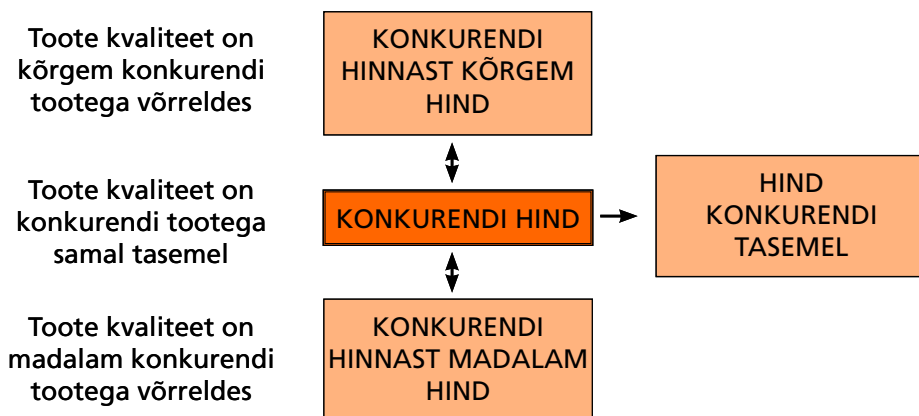 Toote kvaliteet on
kõrgem konkurendi
tootega võrreldes
KONKURENDI
HINNAST KÕRGEM
HIND
Toote kvaliteet on
konkurendi tootega
samal tasemel
KONKURENDI HIND
HIND
KONKURENDI
TASEMEL
Toote kvaliteet on
madalam konkurendi
tootega võrreldes
KONKURENDI
HINNAST MADALAM
HIND